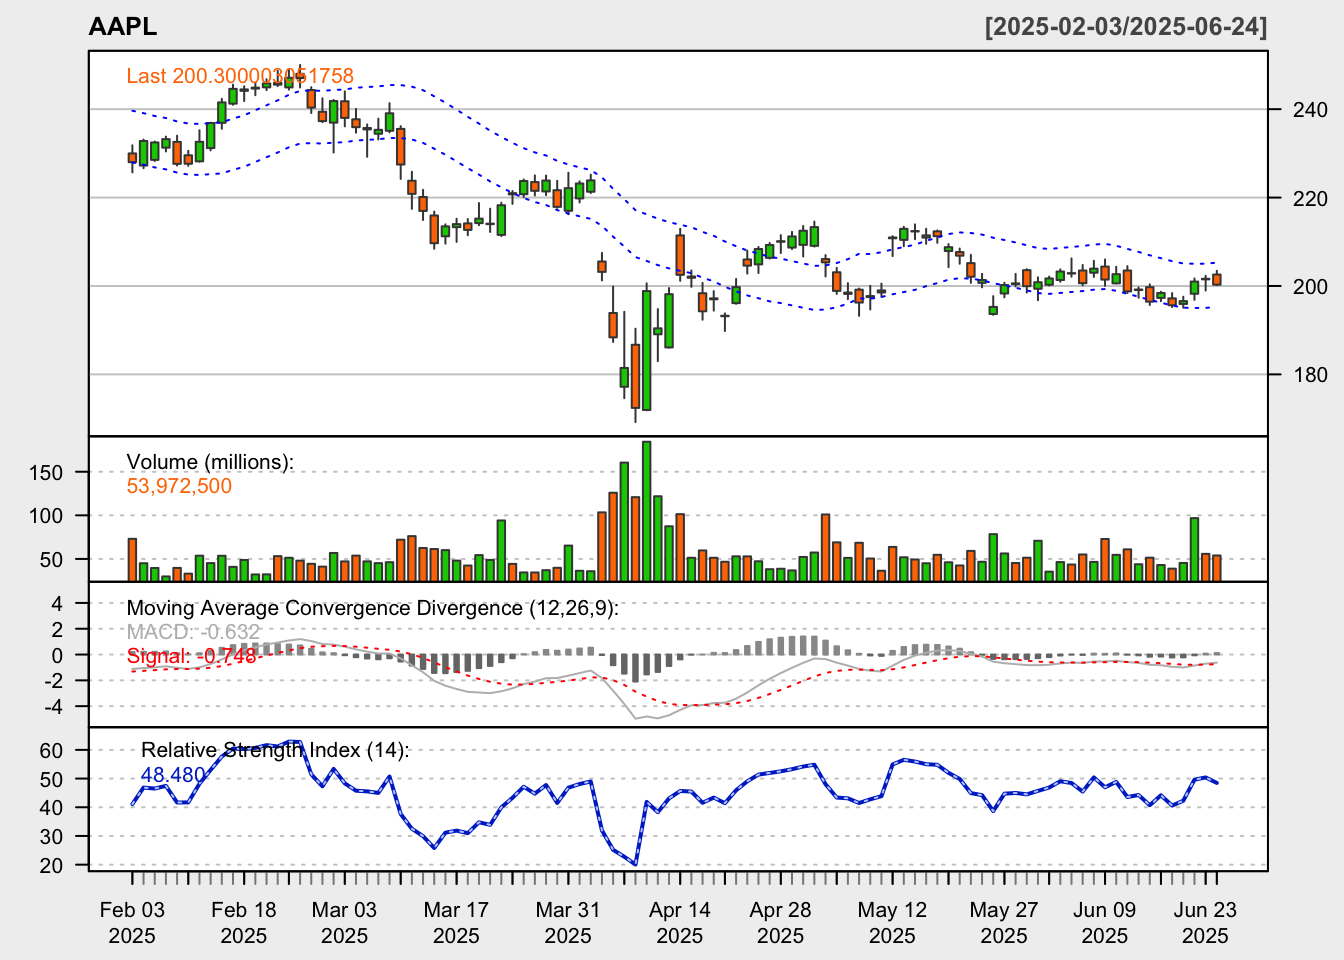 AAPL [2025-02-03/2025-06-24]
Last 200.300003051758
240
220
200
180
Volume (millions):
53,972,500
150
100
50
Moving Average Convergence Divergence (12,26,9):
MACD: -0.632
Signal: -0.748
4
2
0
-2
-4
Relative Strength Index (14):
48.480
60
50
40
30
20
Feb 03 Feb 18 Mar 03 Mar 17 Mar 31 Apr 14 Apr 28 May 12 May 27 Jun 09 Jun 23
2025 2025 2025 2025 2025 2025 2025 2025 2025 2025 2025